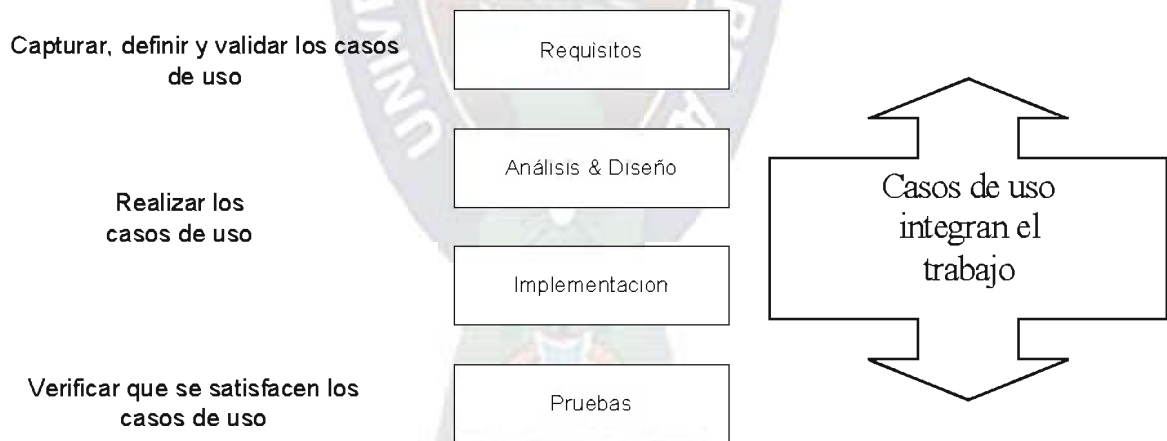 Capturar, definir y validar los casos
de uso
Requisitos
Análisis & Diseño
Realizar los
casos de uso
Implementacion
Casos de uso
integran el
trabajo
Verificar que se satisfacen los
casos de uso
Pruebas